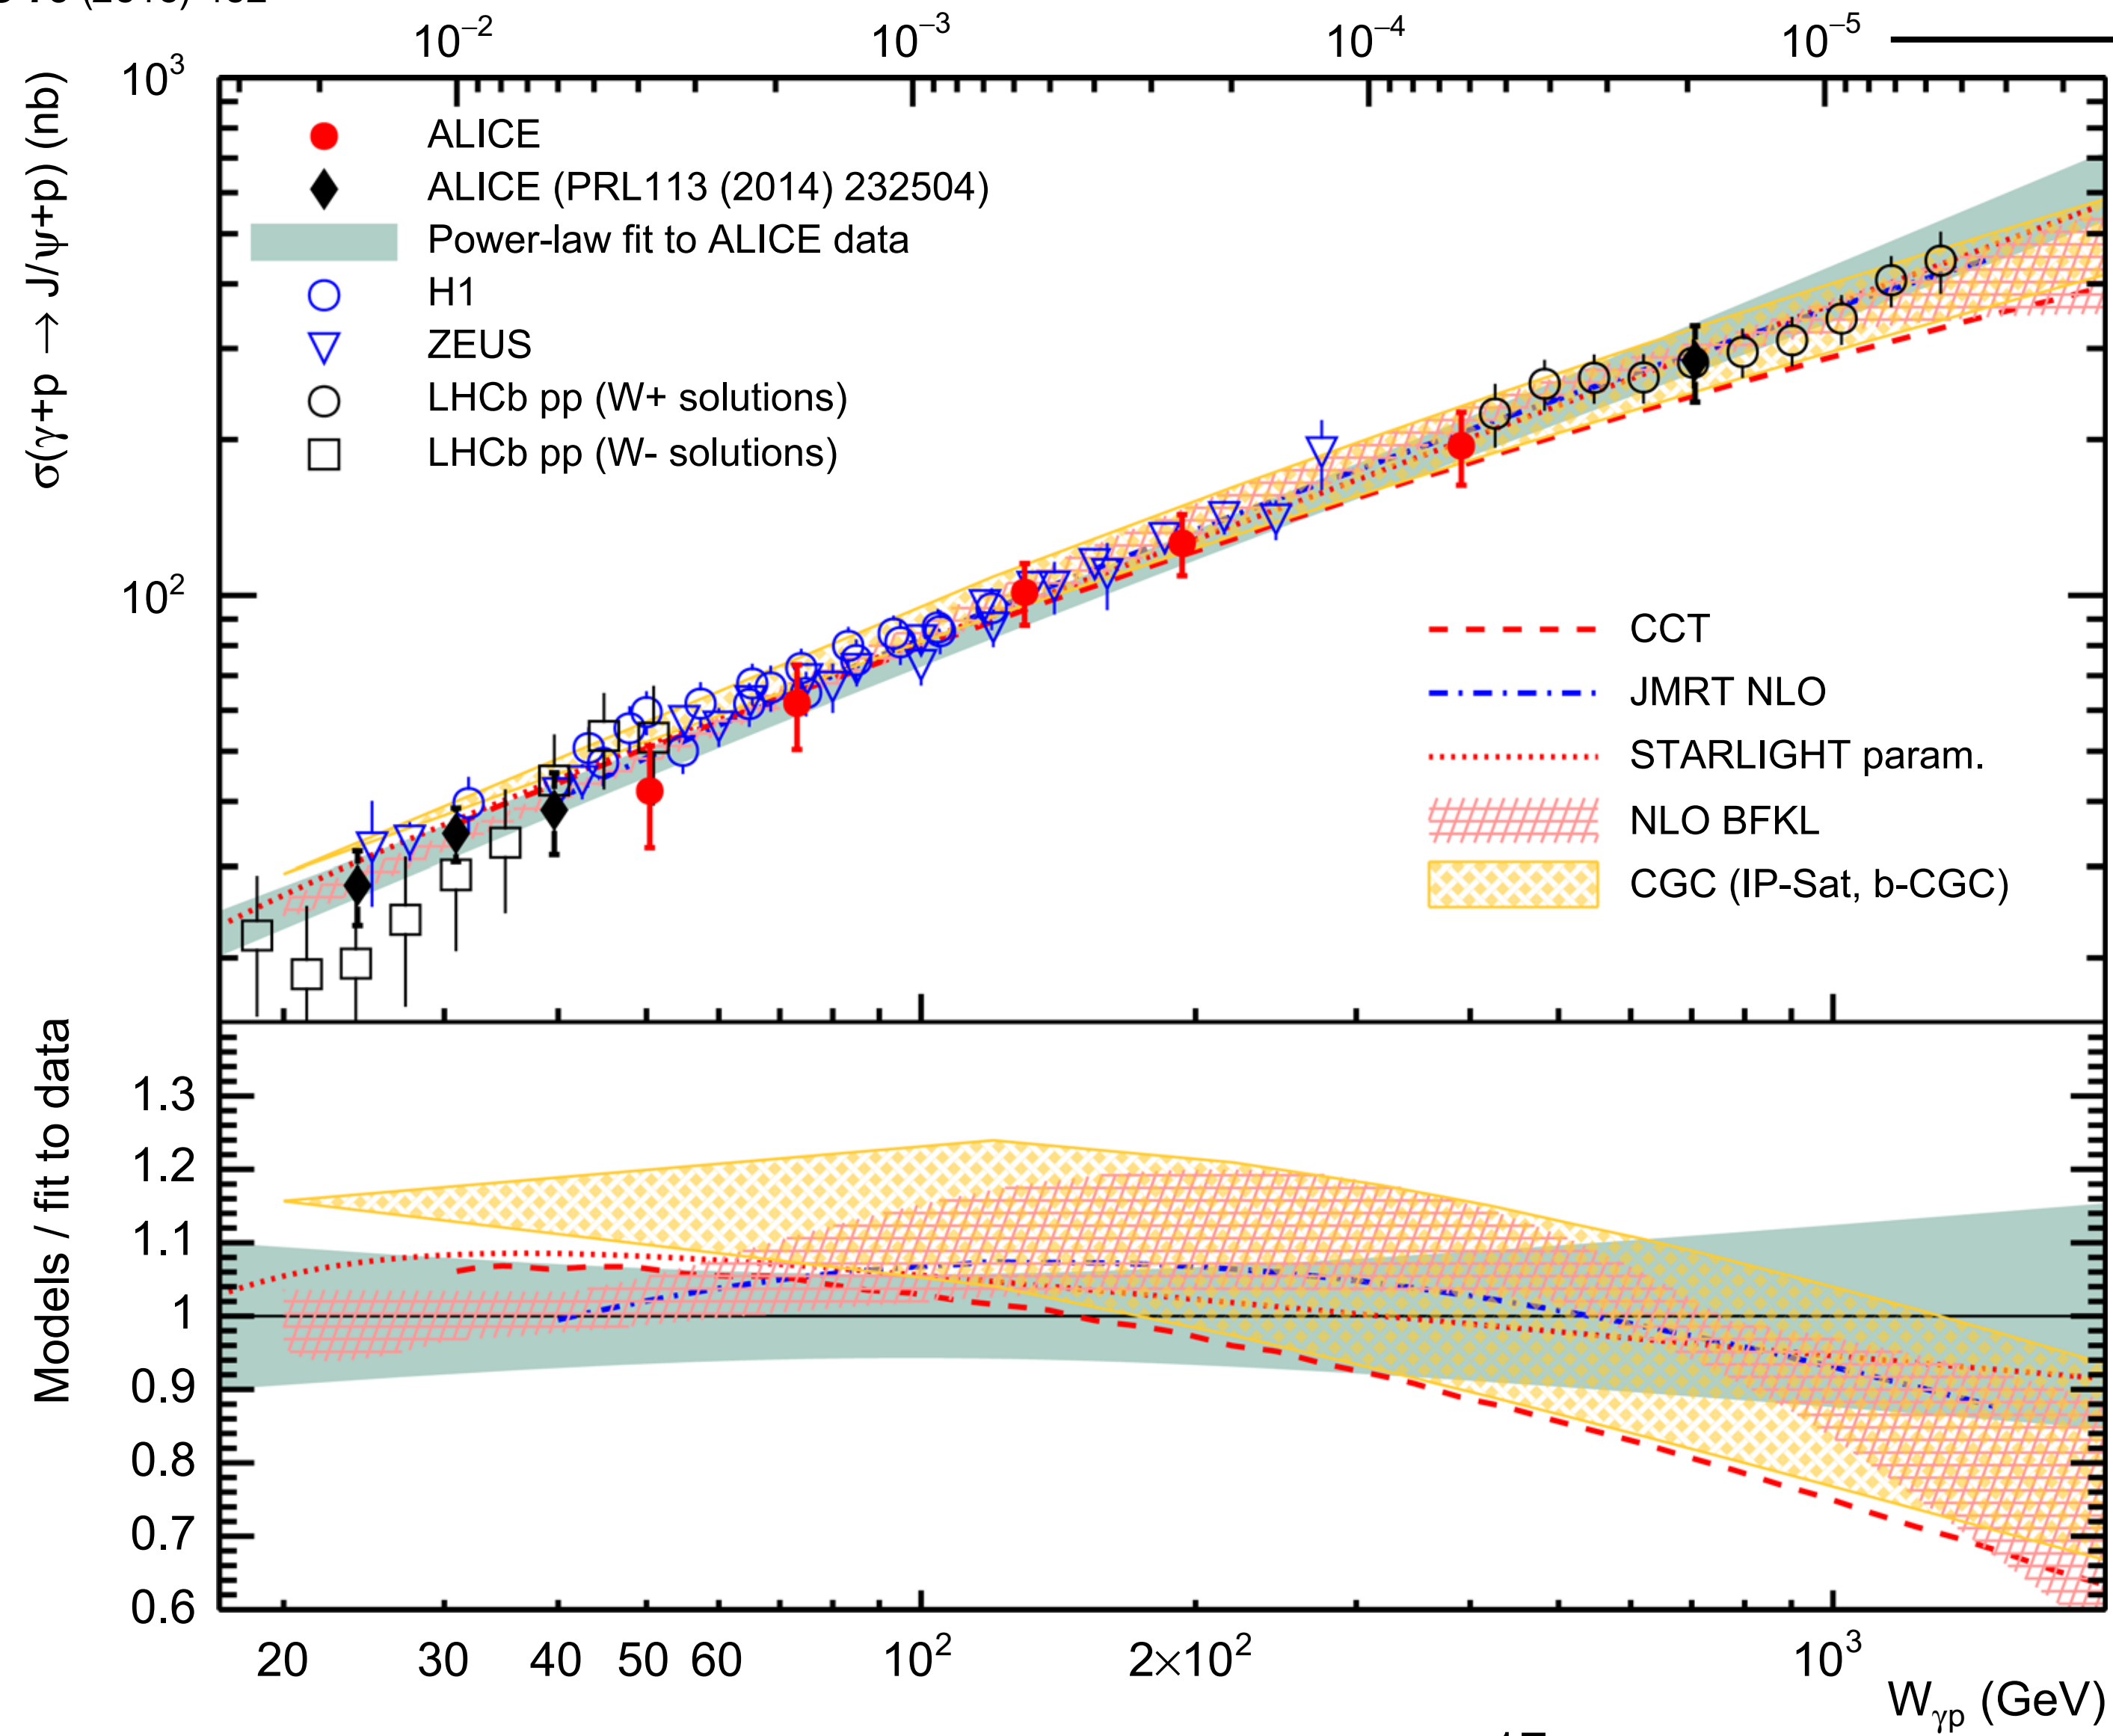 10⁻² 10⁻³ 10⁻⁴ 10⁻⁵
σ(γ+p → J/ψ+p) (nb)
10³
10²
ALICE
ALICE (PRL113 (2014) 232504)
Power-law fit to ALICE data
H1
ZEUS
LHCb pp (W+ solutions)
LHCb pp (W- solutions)
CCT
JMRT NLO
STARLIGHT param.
NLO BFKL
CGC (IP-Sat, b-CGC)
Models / fit to data
1.3
1.2
1.1
1
0.9
0.8
0.7
0.6
20 30 40 50 60 10² 2×10² 10³
Wγp (GeV)